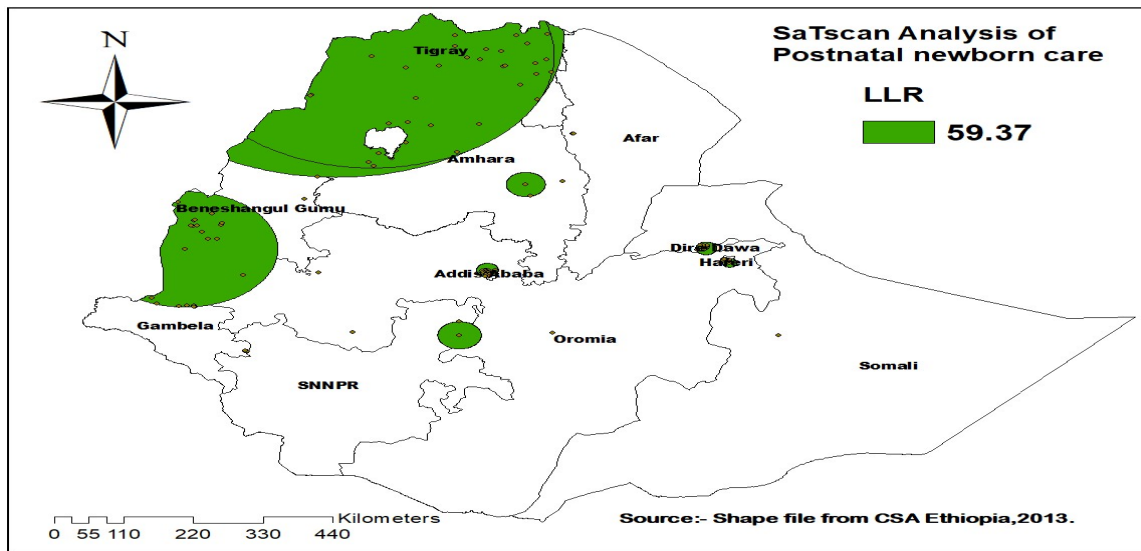 N
SaTscan Analysis of
Postnatal newborn care
LLR
59.37
Tigray
Afar
Amhara
Beneshangul Gumu
Dire Dawa
Hareri
Addis Ababa
Gambela
Oromia
Somali
SNNPR
Kilometers
0 55 110 220 330 440
Source:- Shape file from CSA Ethiopia,2013.